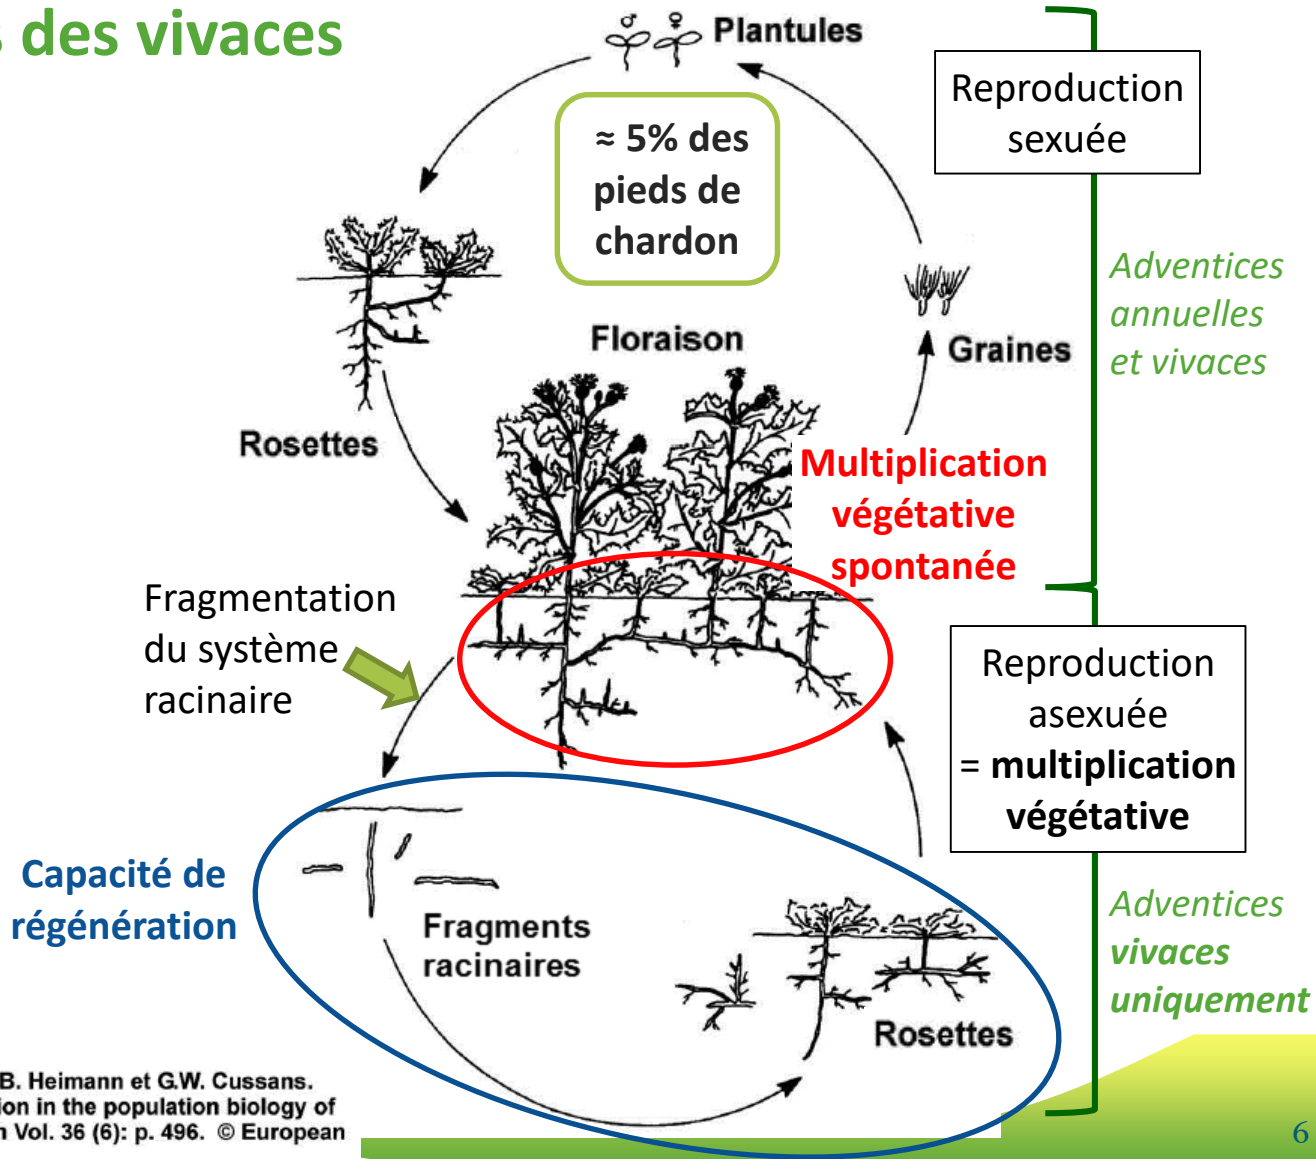 s des vivaces
♂ ♀ Plantules
Reproduction
sexuée
≈ 5% des
pieds de
chardon
Adventices
annuelles
et vivaces
Floraison
Graines
Rosettes
Multiplication
végétative
spontanée
Fragmentation
du système
racinaire
Reproduction
asexuée
= multiplication
végétative
Capacité de
régénération
Fragments
racinaires
Adventices
vivaces
uniquement
Rosettes
B. Heimann et G.W. Cussans.
ion in the population biology of
n Vol. 36 (6): p. 496. © European
6